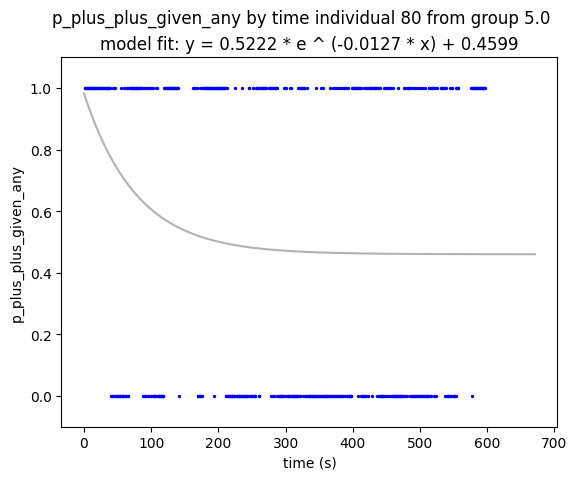 p_plus_plus_given_any by time individual 80 from group 5.0
model fit: y = 0.5222 * e ^ (-0.0127 * x) + 0.4599
1.0
0.8
0.6
0.4
0.2
0.0
p_plus_plus_given_any
0 100 200 300 400 500 600 700
time (s)